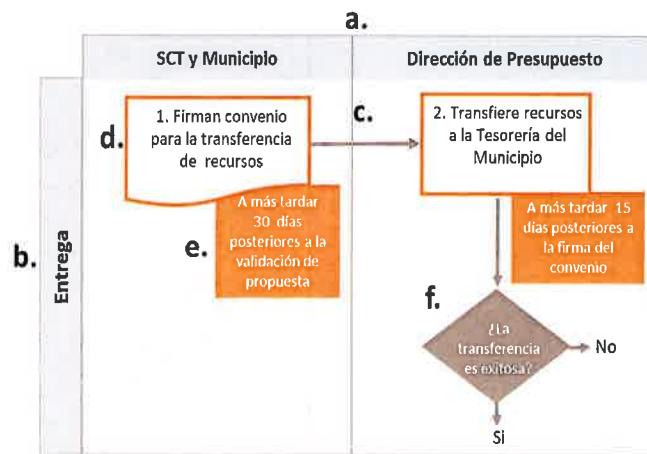 a.
SCT y Municipio
Dirección de Presupuesto
b.
Entrega
d.
1. Firman convenio
para la transferencia
de recursos
c.
2. Transfiere recursos
a la Tesorería del
Municipio
e.
A más tardar
30 días
posteriores a la
validación de
propuesta
A más tardar 15
días posteriores a
la firma del
convenio
f.
¿La
transferencia
es exitosa?
No
Si